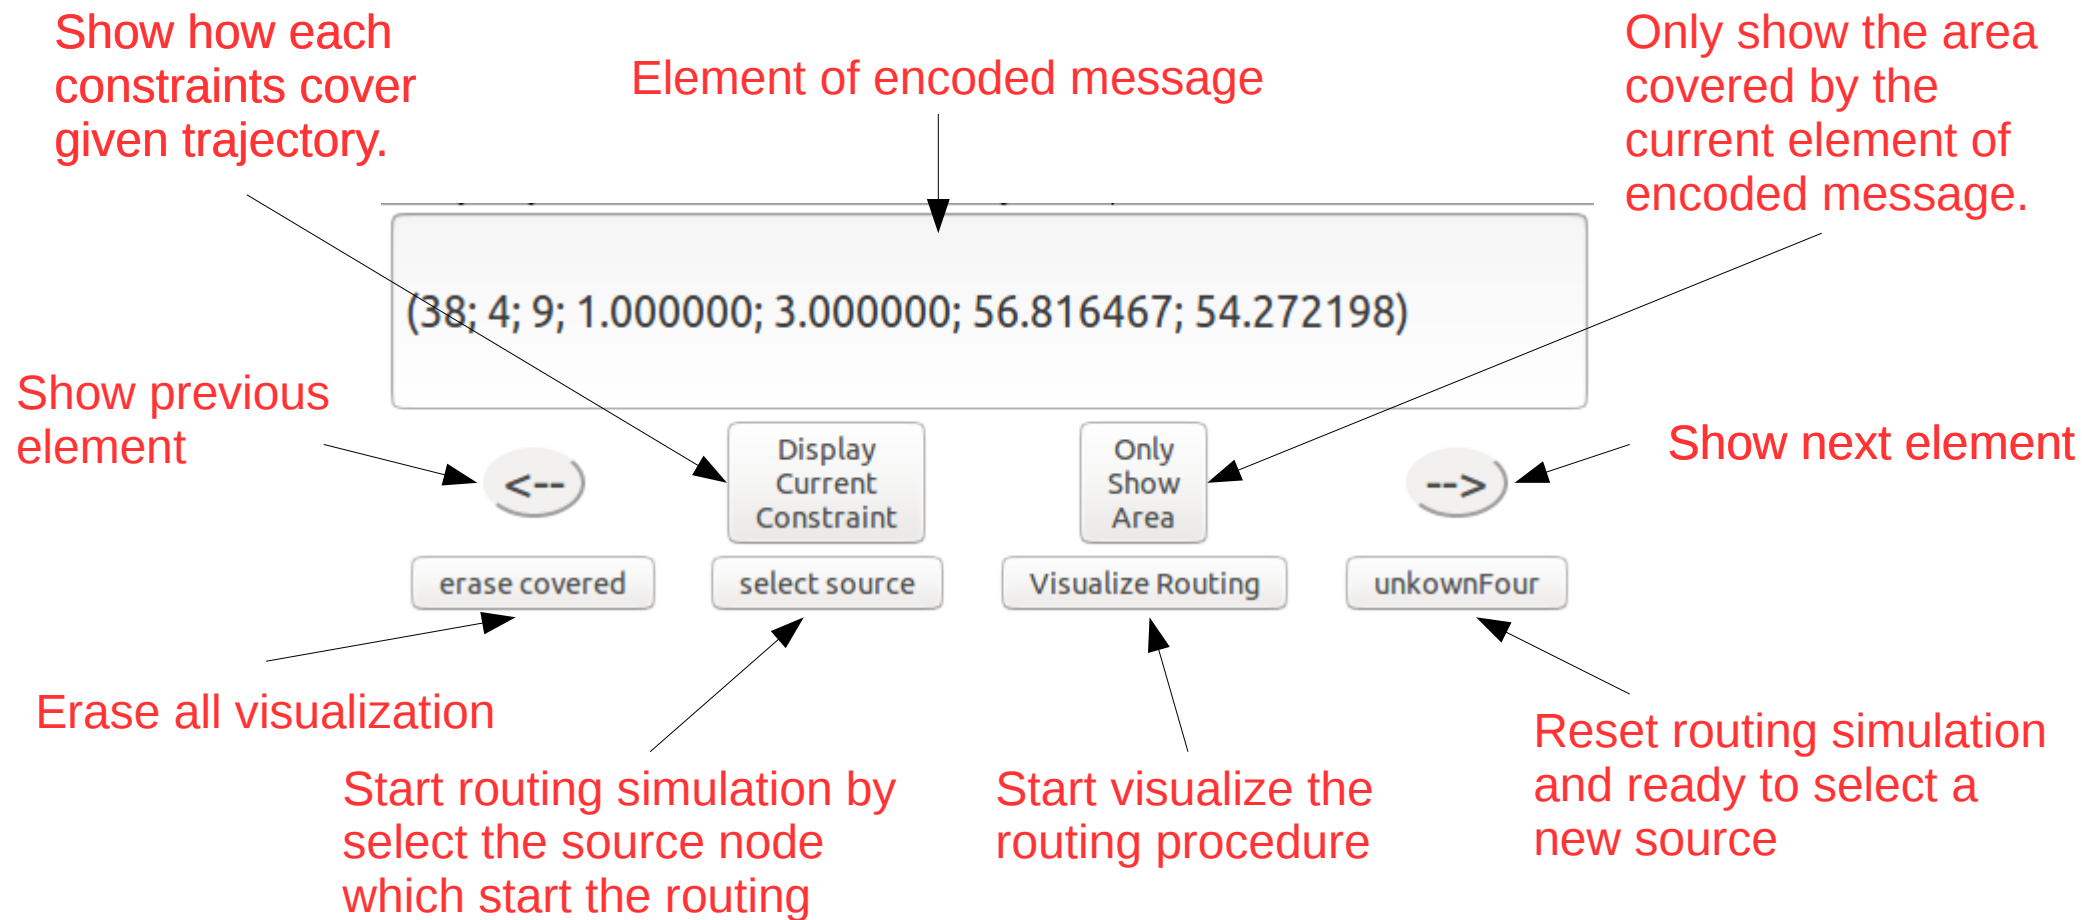 Show how each
constraints cover
given trajectory.
Element of encoded message
Only show the area
covered by the
current element of
encoded message.
(38; 4; 9; 1.000000; 3.000000; 56.816467; 54.272198)
Show previous
element
<--
Display
Current
Constraint
Only
Show
Area
-->
Show next element
erase covered
select source
Visualize Routing
unkownFour
Erase all visualization
Start routing simulation by
select the source node
which start the routing
Start visualize the
routing procedure
Reset routing simulation
and ready to select a
new source